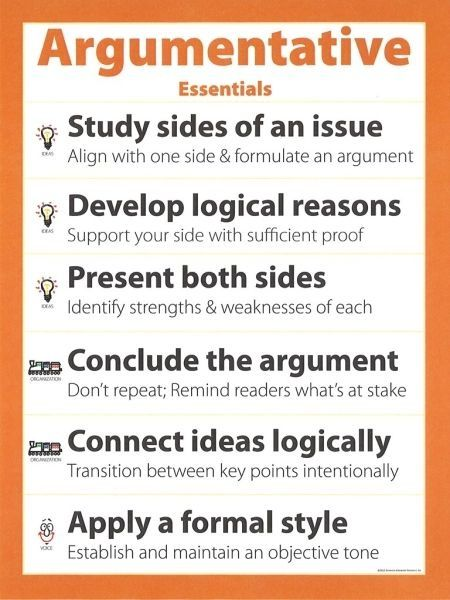 Argumentative
Essentials
Study sides of an issue
IDEAS
Align with one side & formulate an argument
Develop logical reasons
IDEAS
Support your side with sufficient proof
Present both sides
IDEAS
Identify strengths & weaknesses of each
Conclude the argument
ORGANIZATION
Don't repeat; Remind readers what's at stake
Connect ideas logically
ORGANIZATION
Transition between key points intentionally
Apply a formal style
VOICE
Establish and maintain an objective tone